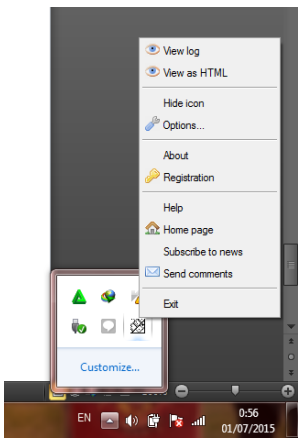 View log
View as HTML
Hide icon
Options...
About
Registration
Help
Home page
Subscribe to news
Send comments
Exit
Customize...
EN
0:56
01/07/2015